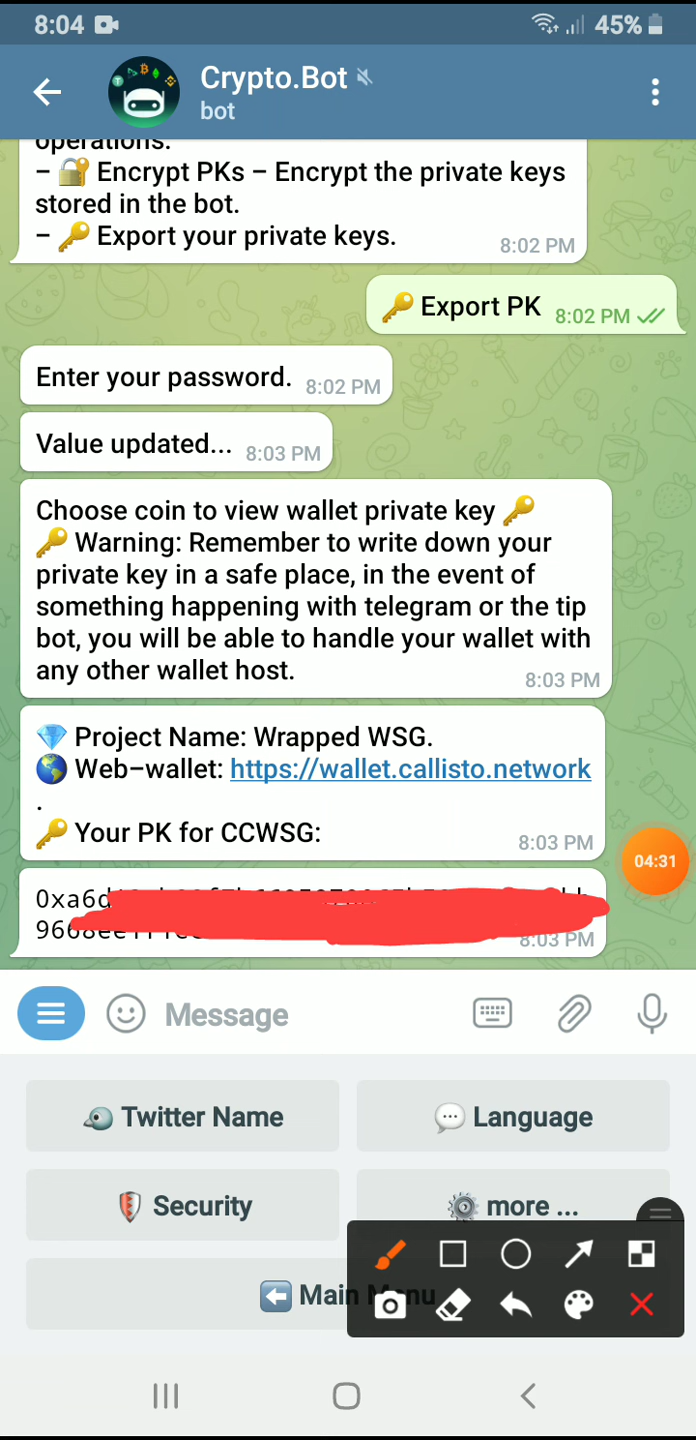 8:04
45%
Crypto.Bot
bot
operations.
– 🔐 Encrypt PKs – Encrypt the private keys
stored in the bot.
– 🔑 Export your private keys.
8:02 PM
🔑 Export PK 8:02 PM
Enter your password. 8:02 PM
Value updated... 8:03 PM
Choose coin to view wallet private key 🔑
🔑 Warning: Remember to write down your
private key in a safe place, in the event of
something happening with telegram or the tip
bot, you will be able to handle your wallet with
any other wallet host.
8:03 PM
💎 Project Name: Wrapped WSG.
🌎 Web–wallet: https://wallet.callisto.network
.
🔑 Your PK for CCWSG:
8:03 PM
04:31
8:03 PM
Message
Twitter Name
Language
Security
more ...
Main Menu